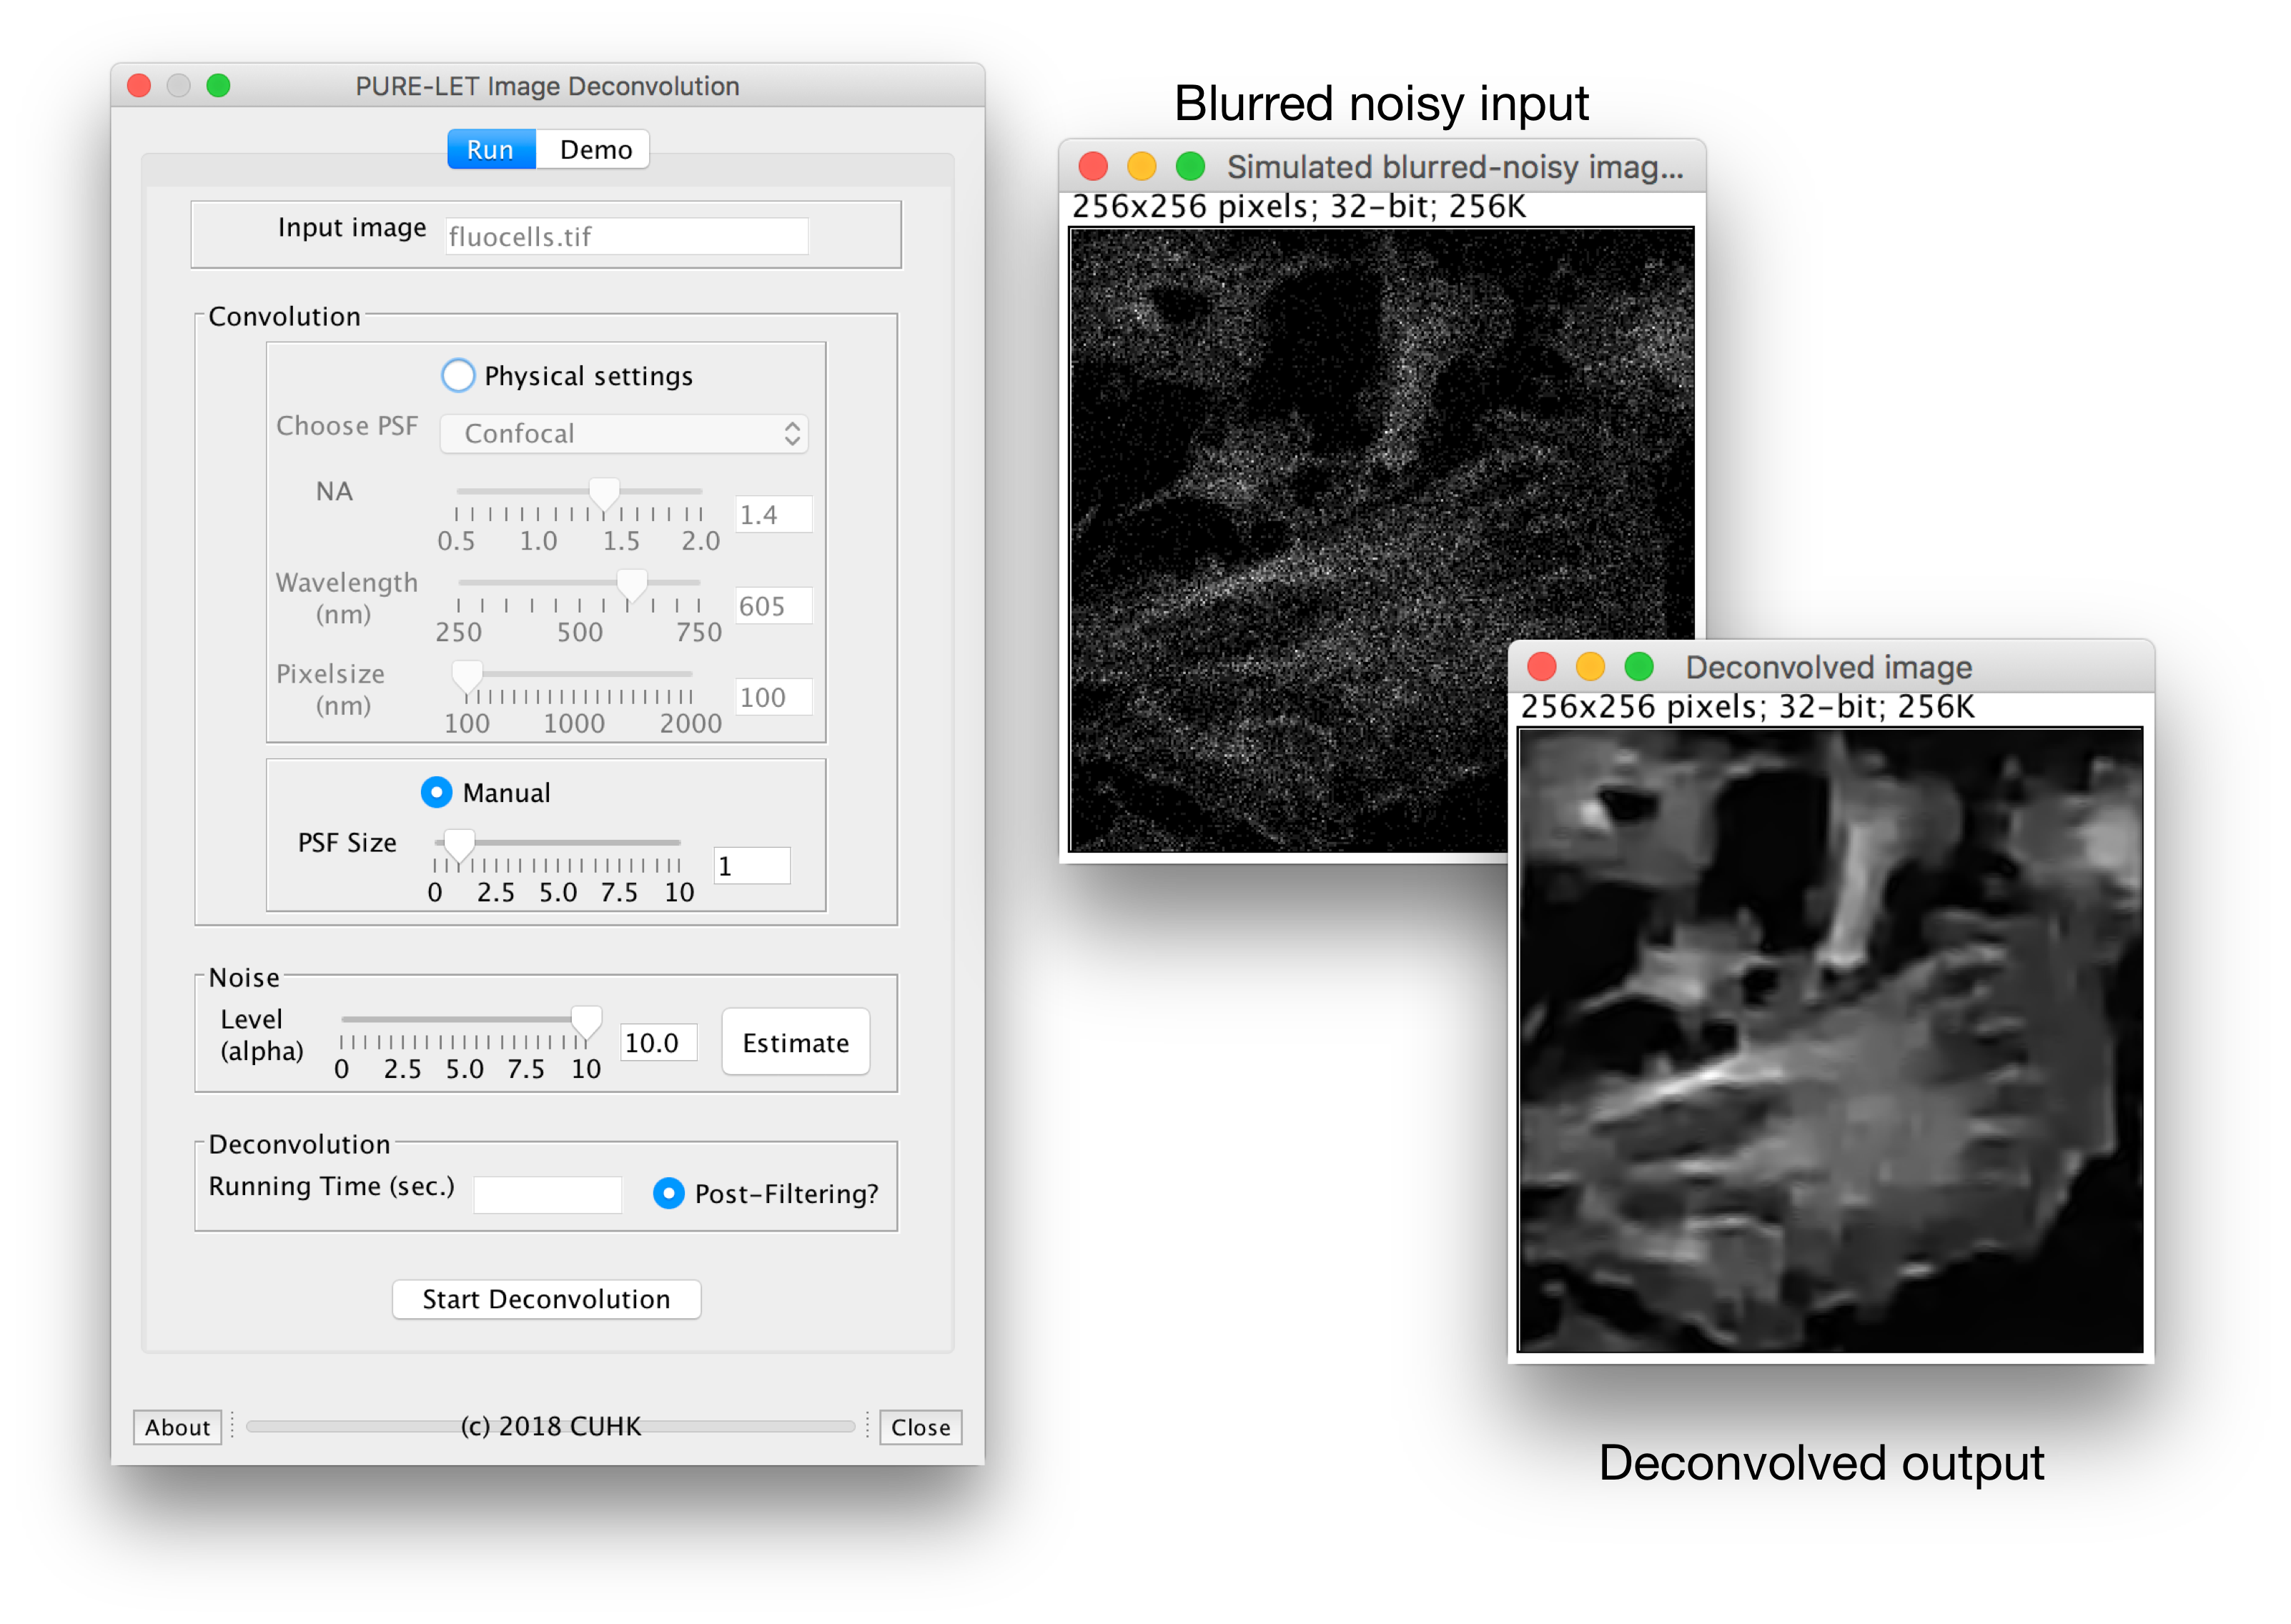 PURE-LET Image Deconvolution
Run Demo
Input image fluocells.tif
Convolution
Physical settings
Choose PSF Confocal
NA 1.4
0.5 1.0 1.5 2.0
Wavelength
(nm) 605
250 500 750
Pixelsize
(nm) 100
100 1000 2000
Manual
PSF Size 1
0 2.5 5.0 7.5 10
Noise
Level
(alpha) 10.0 Estimate
0 2.5 5.0 7.5 10
Deconvolution
Running Time (sec.) Post-Filtering?
Start Deconvolution
About (c) 2018 CUHK Close
Blurred noisy input
Simulated blurred-noisy imag...
256x256 pixels; 32-bit; 256K
Deconvolved image
256x256 pixels; 32-bit; 256K
Deconvolved output